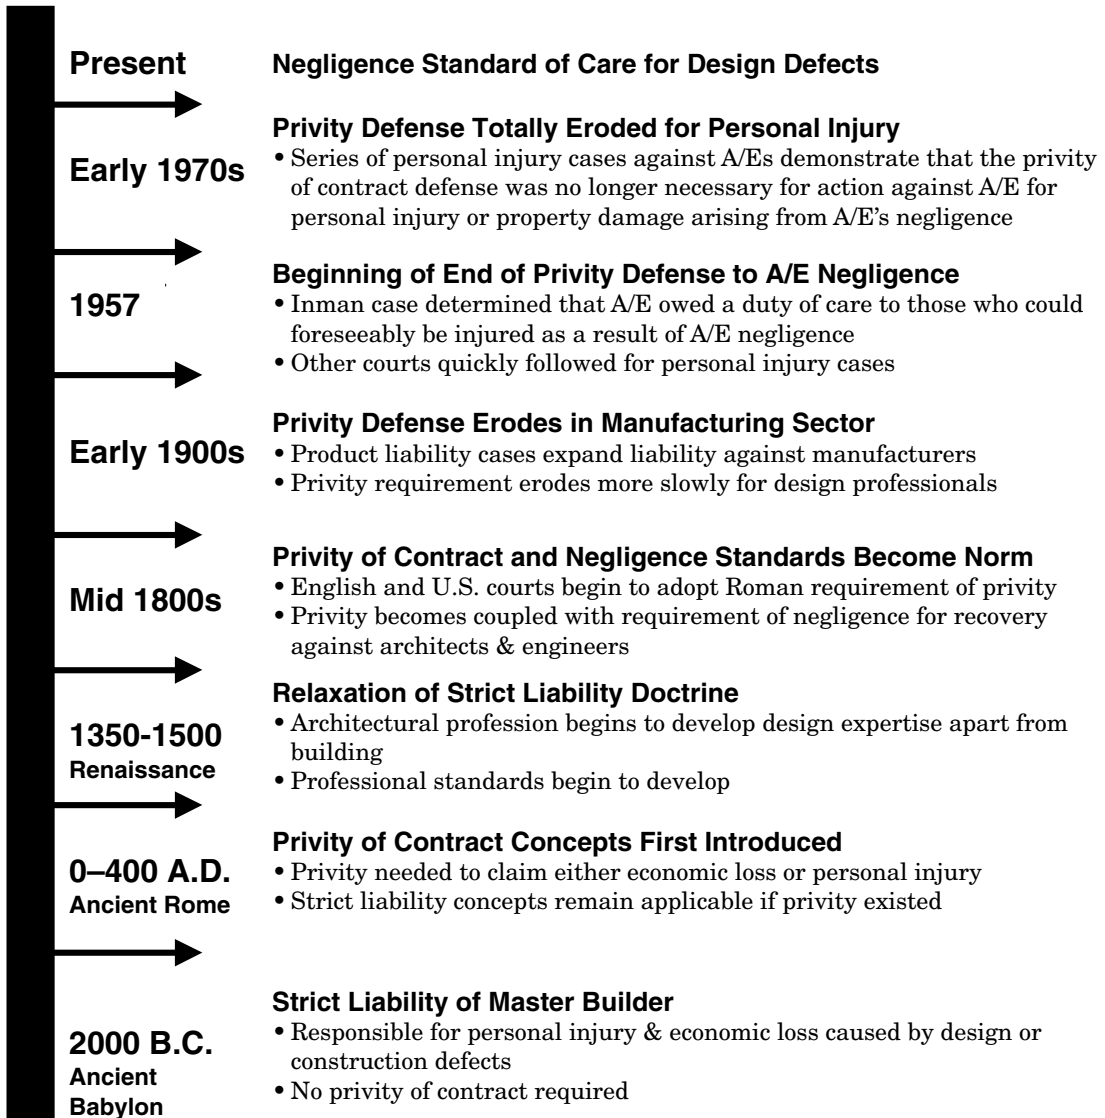 Present
Negligence Standard of Care for Design Defects
Early 1970s
Privity Defense Totally Eroded for Personal Injury
• Series of personal injury cases against A/Es demonstrate that the privity
of contract defense was no longer necessary for action against A/E for
personal injury or property damage arising from A/E’s negligence
1957
Beginning of End of Privity Defense to A/E Negligence
• Inman case determined that A/E owed a duty of care to those who could
foreseeably be injured as a result of A/E negligence
• Other courts quickly followed for personal injury cases
Early 1900s
Privity Defense Erodes in Manufacturing Sector
• Product liability cases expand liability against manufacturers
• Privity requirement erodes more slowly for design professionals
Mid 1800s
Privity of Contract and Negligence Standards Become Norm
• English and U.S. courts begin to adopt Roman requirement of privity
• Privity becomes coupled with requirement of negligence for recovery
against architects & engineers
1350-1500
Renaissance
Relaxation of Strict Liability Doctrine
• Architectural profession begins to develop design expertise apart from
building
• Professional standards begin to develop
0–400 A.D.
Ancient Rome
Privity of Contract Concepts First Introduced
• Privity needed to claim either economic loss or personal injury
• Strict liability concepts remain applicable if privity existed
2000 B.C.
Ancient
Babylon
Strict Liability of Master Builder
• Responsible for personal injury & economic loss caused by design or
construction defects
• No privity of contract required